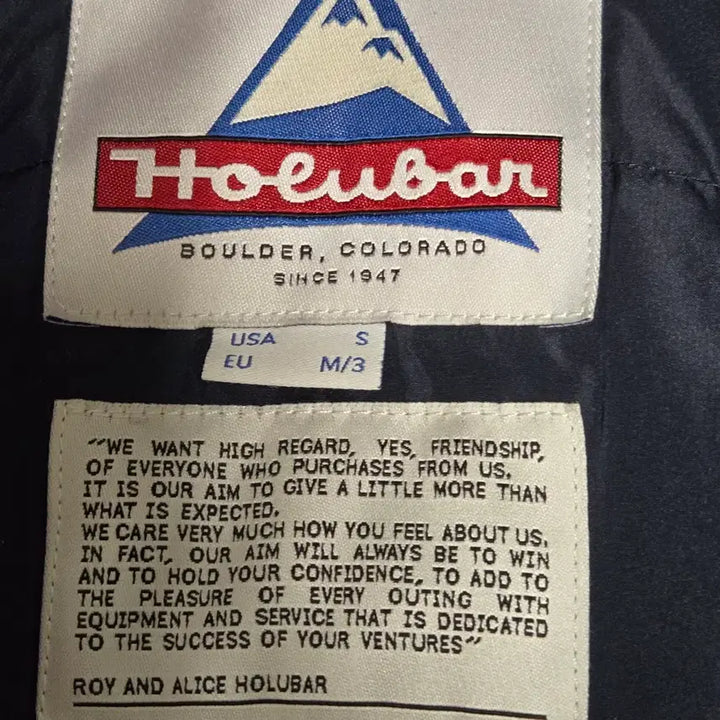 Holubar
BOULDER, COLORADO
SINCE 1947
USA S
EU M/3
"WE WANT HIGH REGARD, YES, FRIENDSHIP,
OF EVERYONE WHO PURCHASES FROM US.
IT IS OUR AIM TO GIVE A LITTLE MORE THAN
WHAT IS EXPECTED.
WE CARE VERY MUCH HOW YOU FEEL ABOUT US.
IN FACT, OUR AIM WILL ALWAYS BE TO WIN
AND TO HOLD YOUR CONFIDENCE, TO ADD TO
THE PLEASURE OF EVERY OUTING WITH
EQUIPMENT AND SERVICE THAT IS DEDICATED
TO THE SUCCESS OF YOUR VENTURES"
ROY AND ALICE HOLUBAR